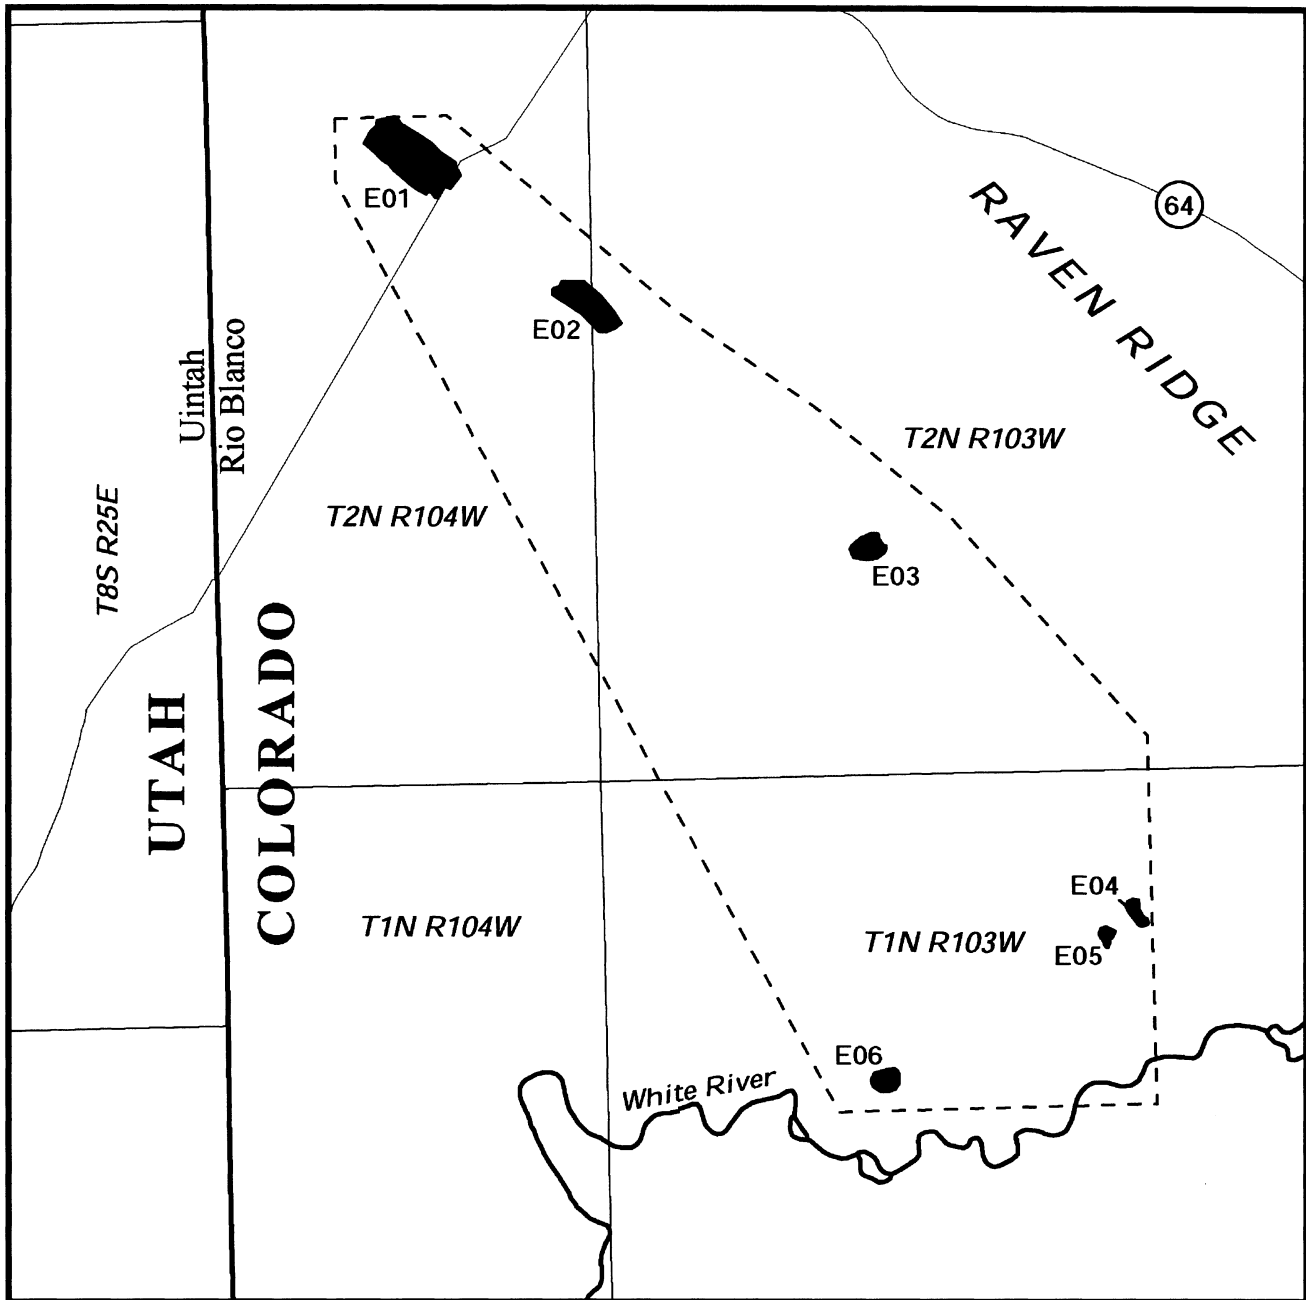 E01
64
RAVEN RIDGE
E02
Uintah
Rio Blanco
T2N R103W
T2N R104W
T8S R25E
E03
UTAH
COLORADO
E04
T1N R104W
T1N R103W
E05
E06
White River